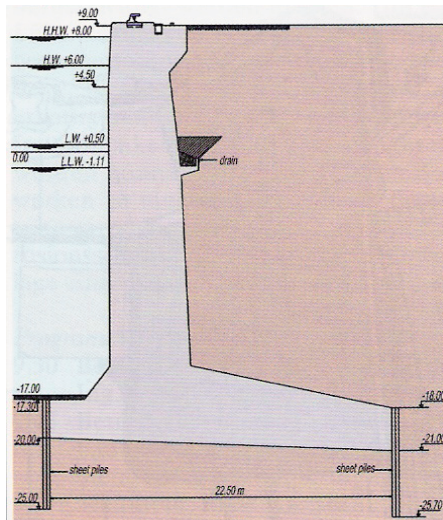 +9.00
H.H.W. +8.00
H.W. +6.00
+4.50
L.W. +0.50
0.00
L.L.W. -1.11
drain
-17.00
-17.30
-18.00
-20.00
-21.00
sheet piles
sheet piles
22.50 m
-25.00
-25.70